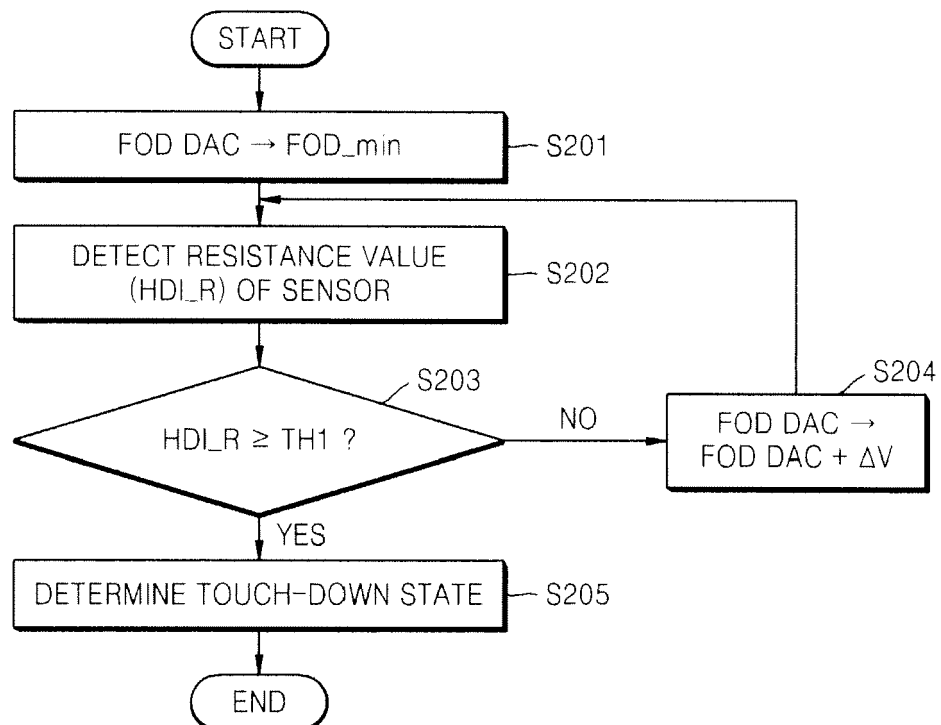 START
FOD DAC → FOD_min
S201
DETECT RESISTANCE VALUE
(HDI_R) OF SENSOR
S202
S203
HDI_R ≥ TH1 ?
NO
S204
FOD DAC →
FOD DAC + ΔV
YES
DETERMINE TOUCH-DOWN STATE
S205
END